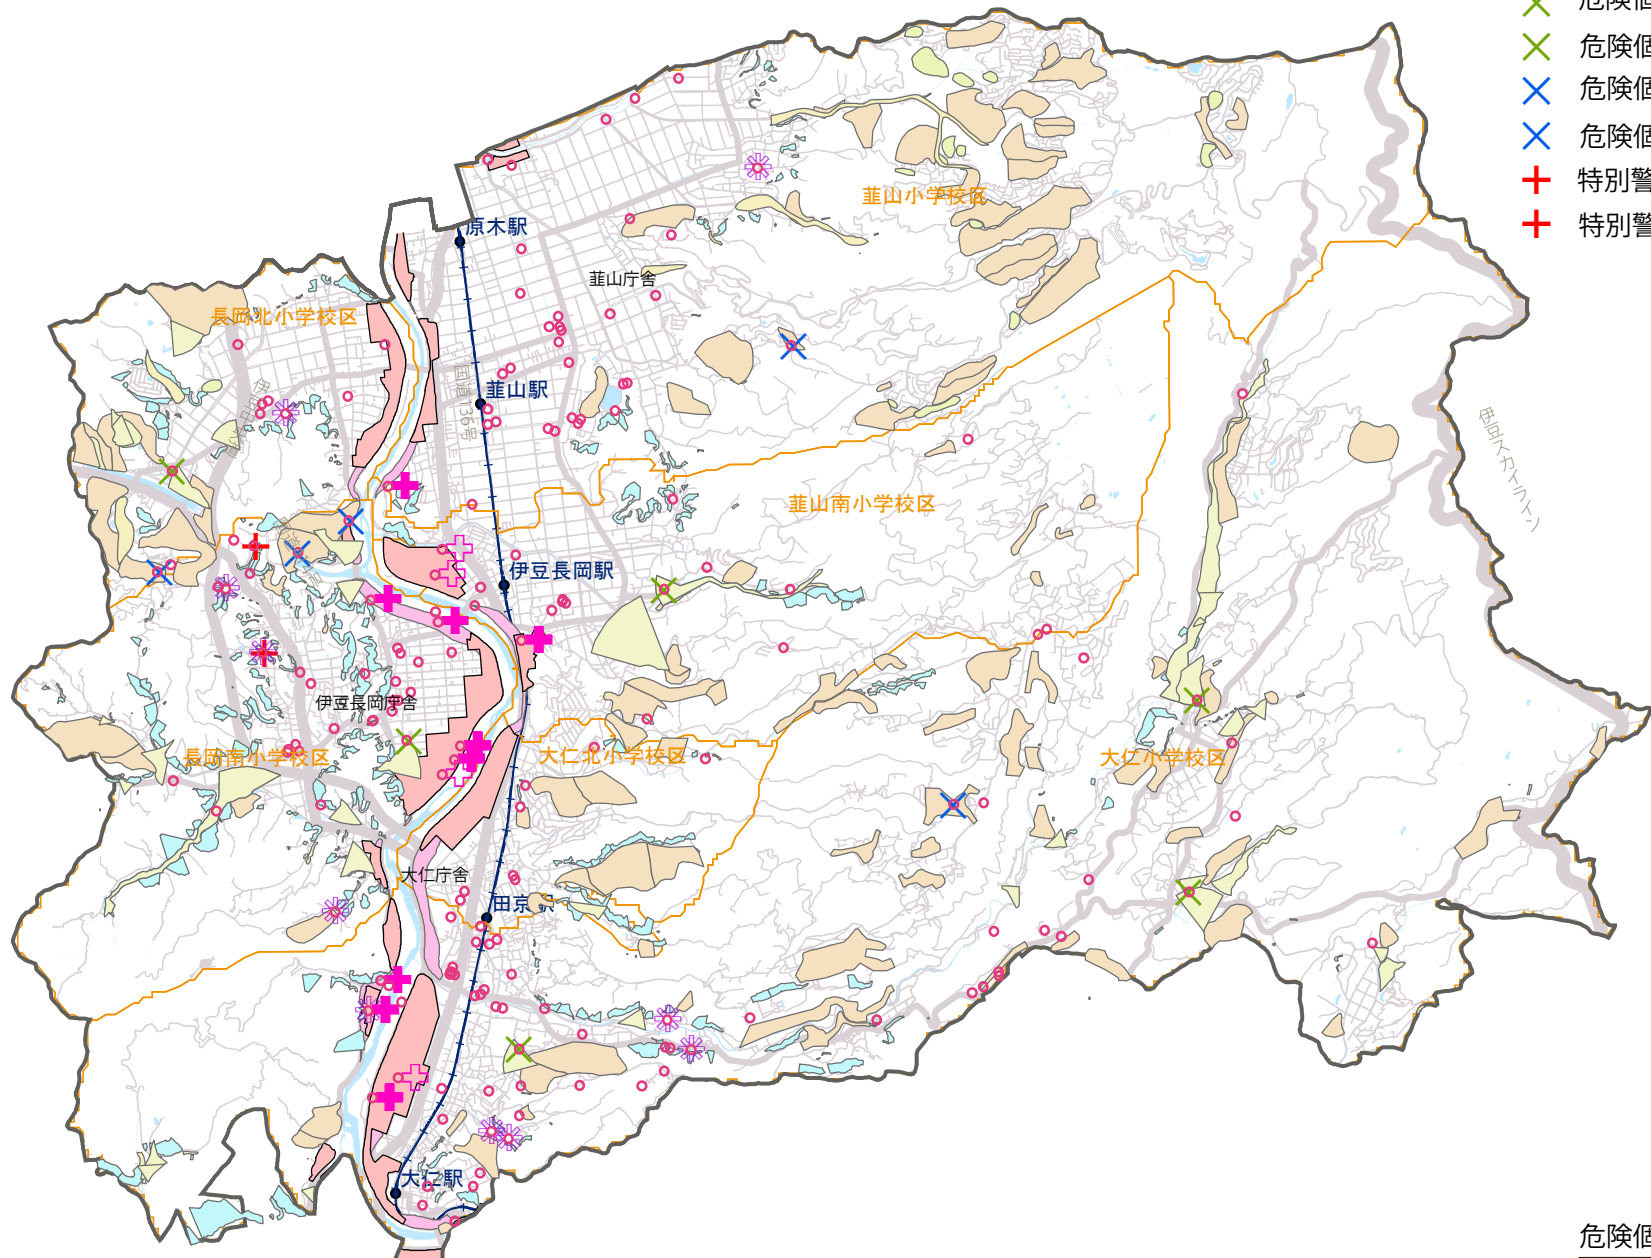 危険個
危険個
危険個
危険個
特別警
特別警
韮山小学校区
原木駅
韮山庁舎
長岡北小学校区
国道136号
韮山駅
伊豆スカイライン
韮山南小学校区
伊豆長岡駅
伊豆長岡庁舎
長岡南小学校区
大仁北小学校区
大仁小学校区
大仁庁舎
田京駅
大仁駅
危険個